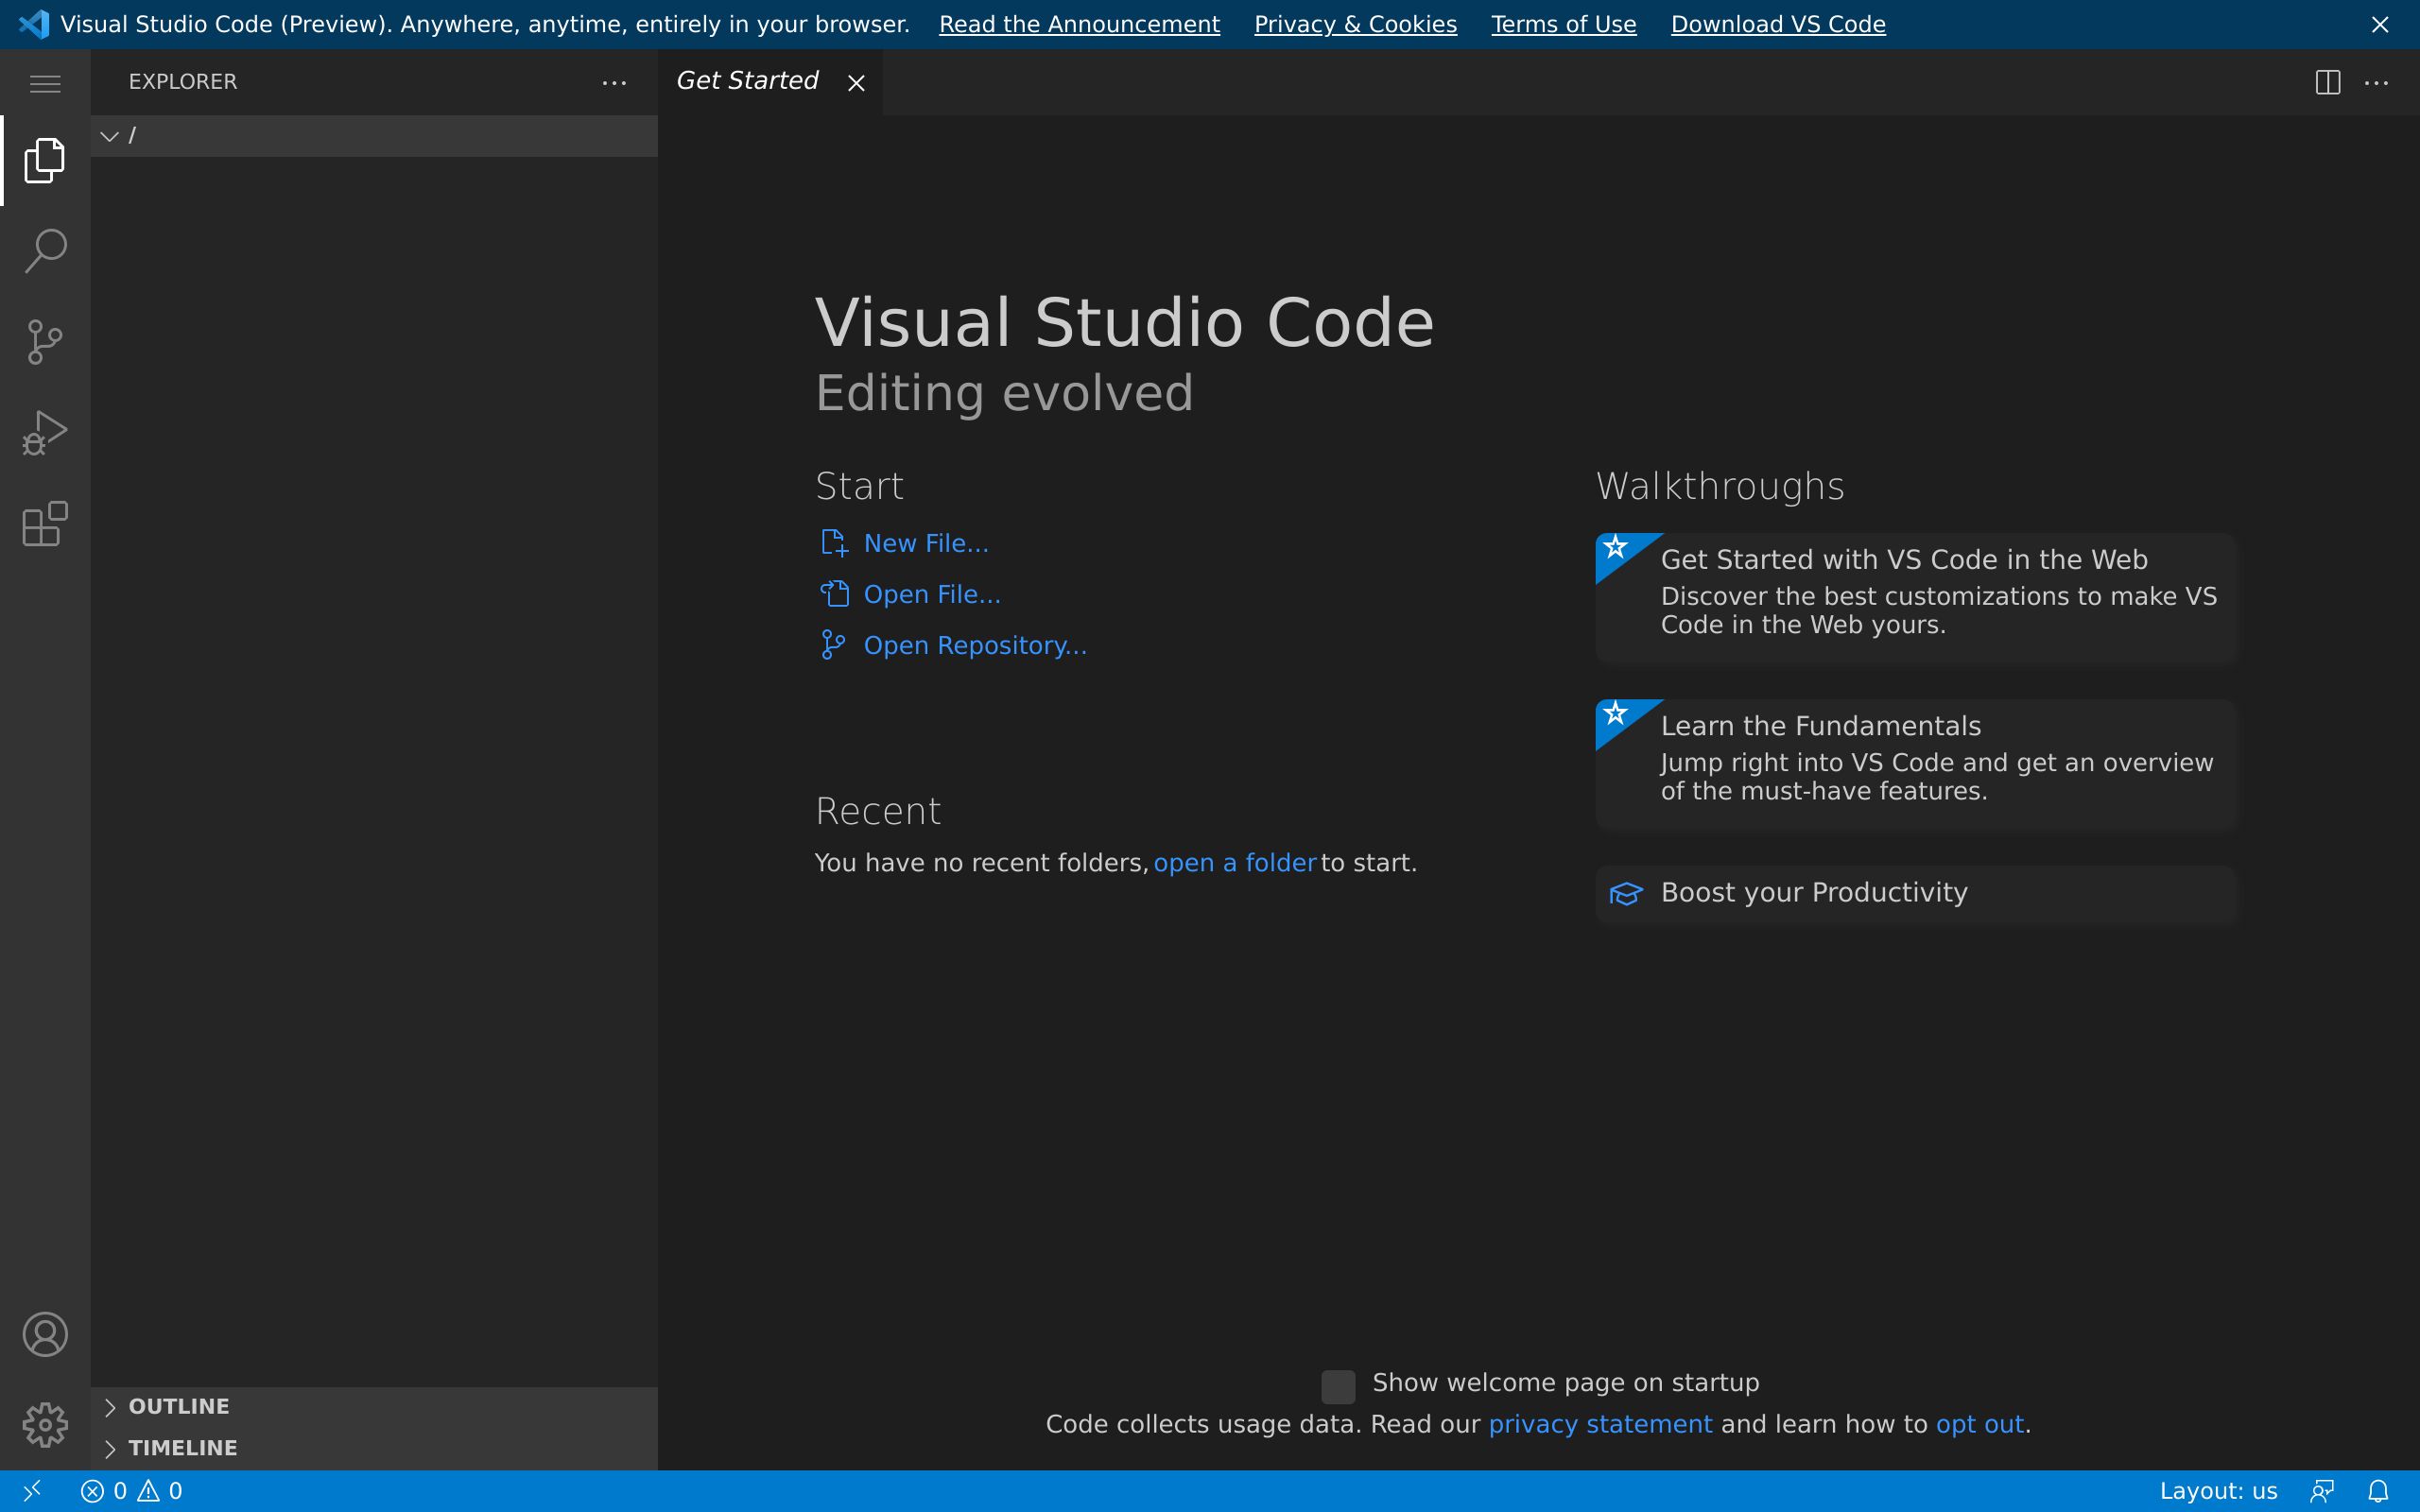 Visual Studio Code (Preview). Anywhere, anytime, entirely in your browser. Read the Announcement Privacy & Cookies Terms of Use Download VS Code
EXPLORER
Get Started
/
Visual Studio Code
Editing evolved
Start
New File...
Open File...
Open Repository...
Recent
You have no recent folders, open a folder to start.
Walkthroughs
Get Started with VS Code in the Web
Discover the best customizations to make VS
Code in the Web yours.
Learn the Fundamentals
Jump right into VS Code and get an overview
of the must-have features.
Boost your Productivity
OUTLINE
TIMELINE
Show welcome page on startup
Code collects usage data. Read our privacy statement and learn how to opt out.
0 0
Layout: us